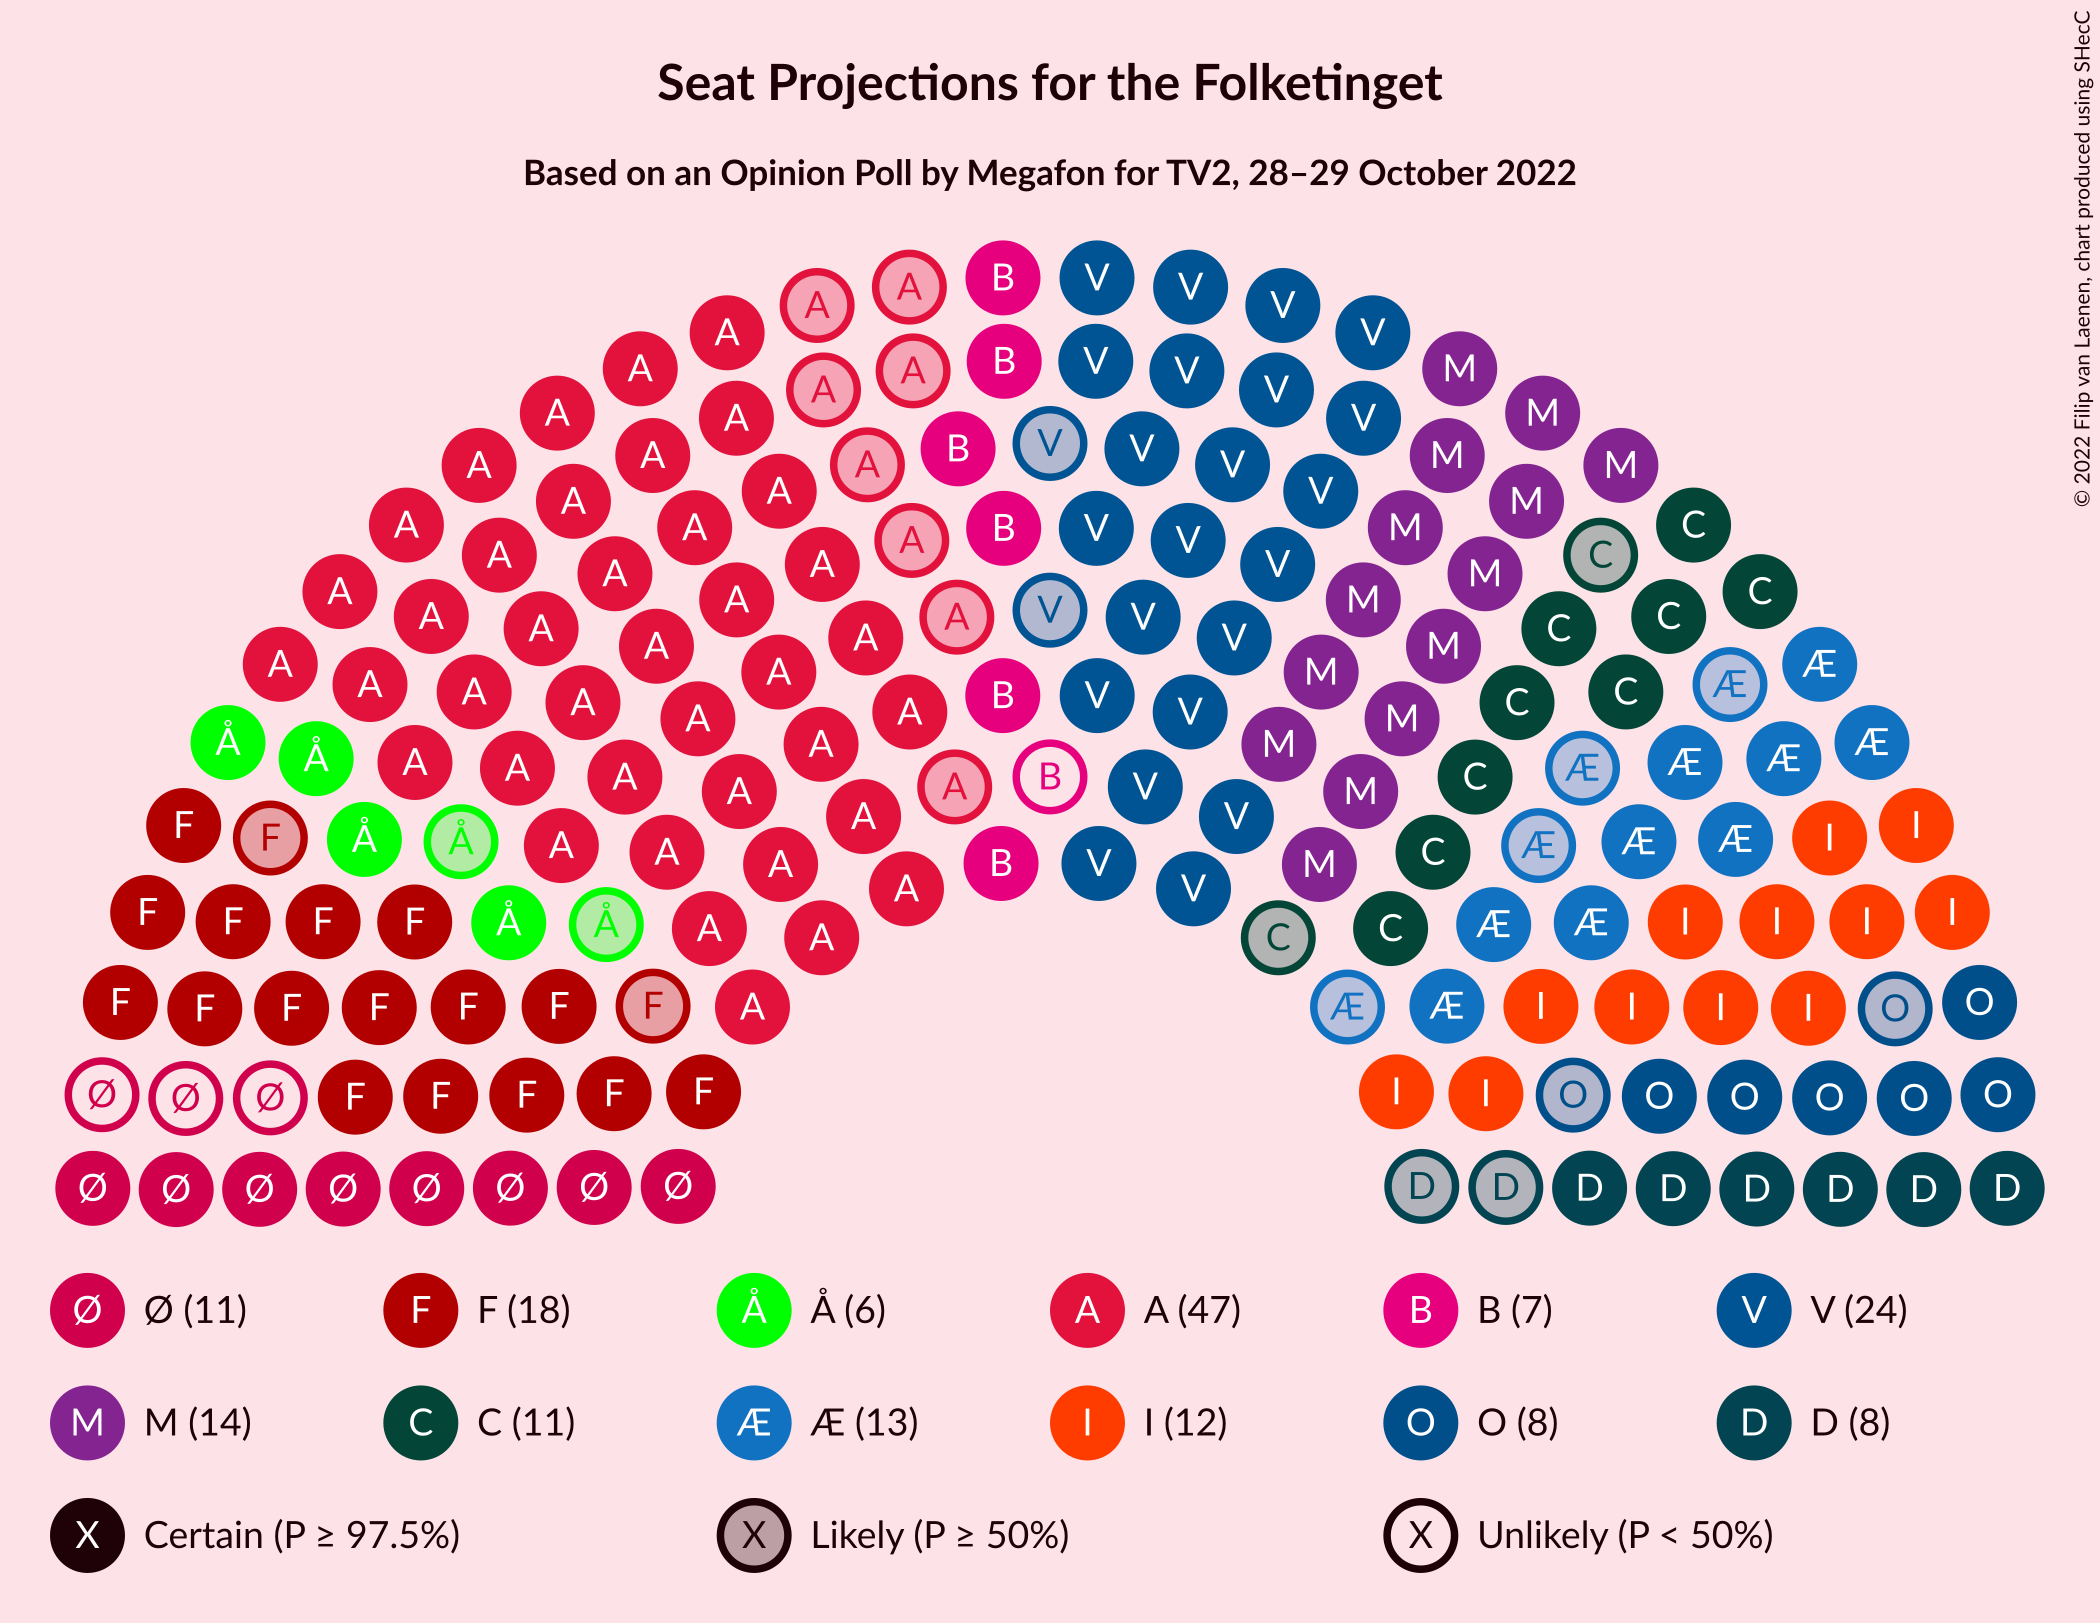 Seat Projections for the Folketinget
Based on an Opinion Poll by Megafon for TV2, 28–29 October 2022
© 2022 Filip van Laenen, chart produced using SHecC
A A B V V V V
A A A B V V V M
A A A A B V V V V M M
A A A A A V V V V M M M
A A A A A A B V V V M M C C
A A A A A A A V V V M M C C C
A A A A A A A A B V V M M C C Æ Æ
Å Å A A A A A A A B V V M M C Æ Æ Æ Æ
F F Å Å A A A A B V V M C Æ Æ Æ I I
F F F F Å Å A A C C Æ Æ I I I I
F F F F F F F A Æ Æ I I I I O O
Ø Ø Ø F F F F F I I O O O O O O
Ø Ø Ø Ø Ø Ø Ø Ø D D D D D D D D
Ø Ø (11) F F (18) Å Å (6) A A (47) B B (7) V V (24)
M M (14) C C (11) Æ Æ (13) I I (12) O O (8) D D (8)
X Certain (P ≥ 97.5%) X Likely (P ≥ 50%) X Unlikely (P < 50%)